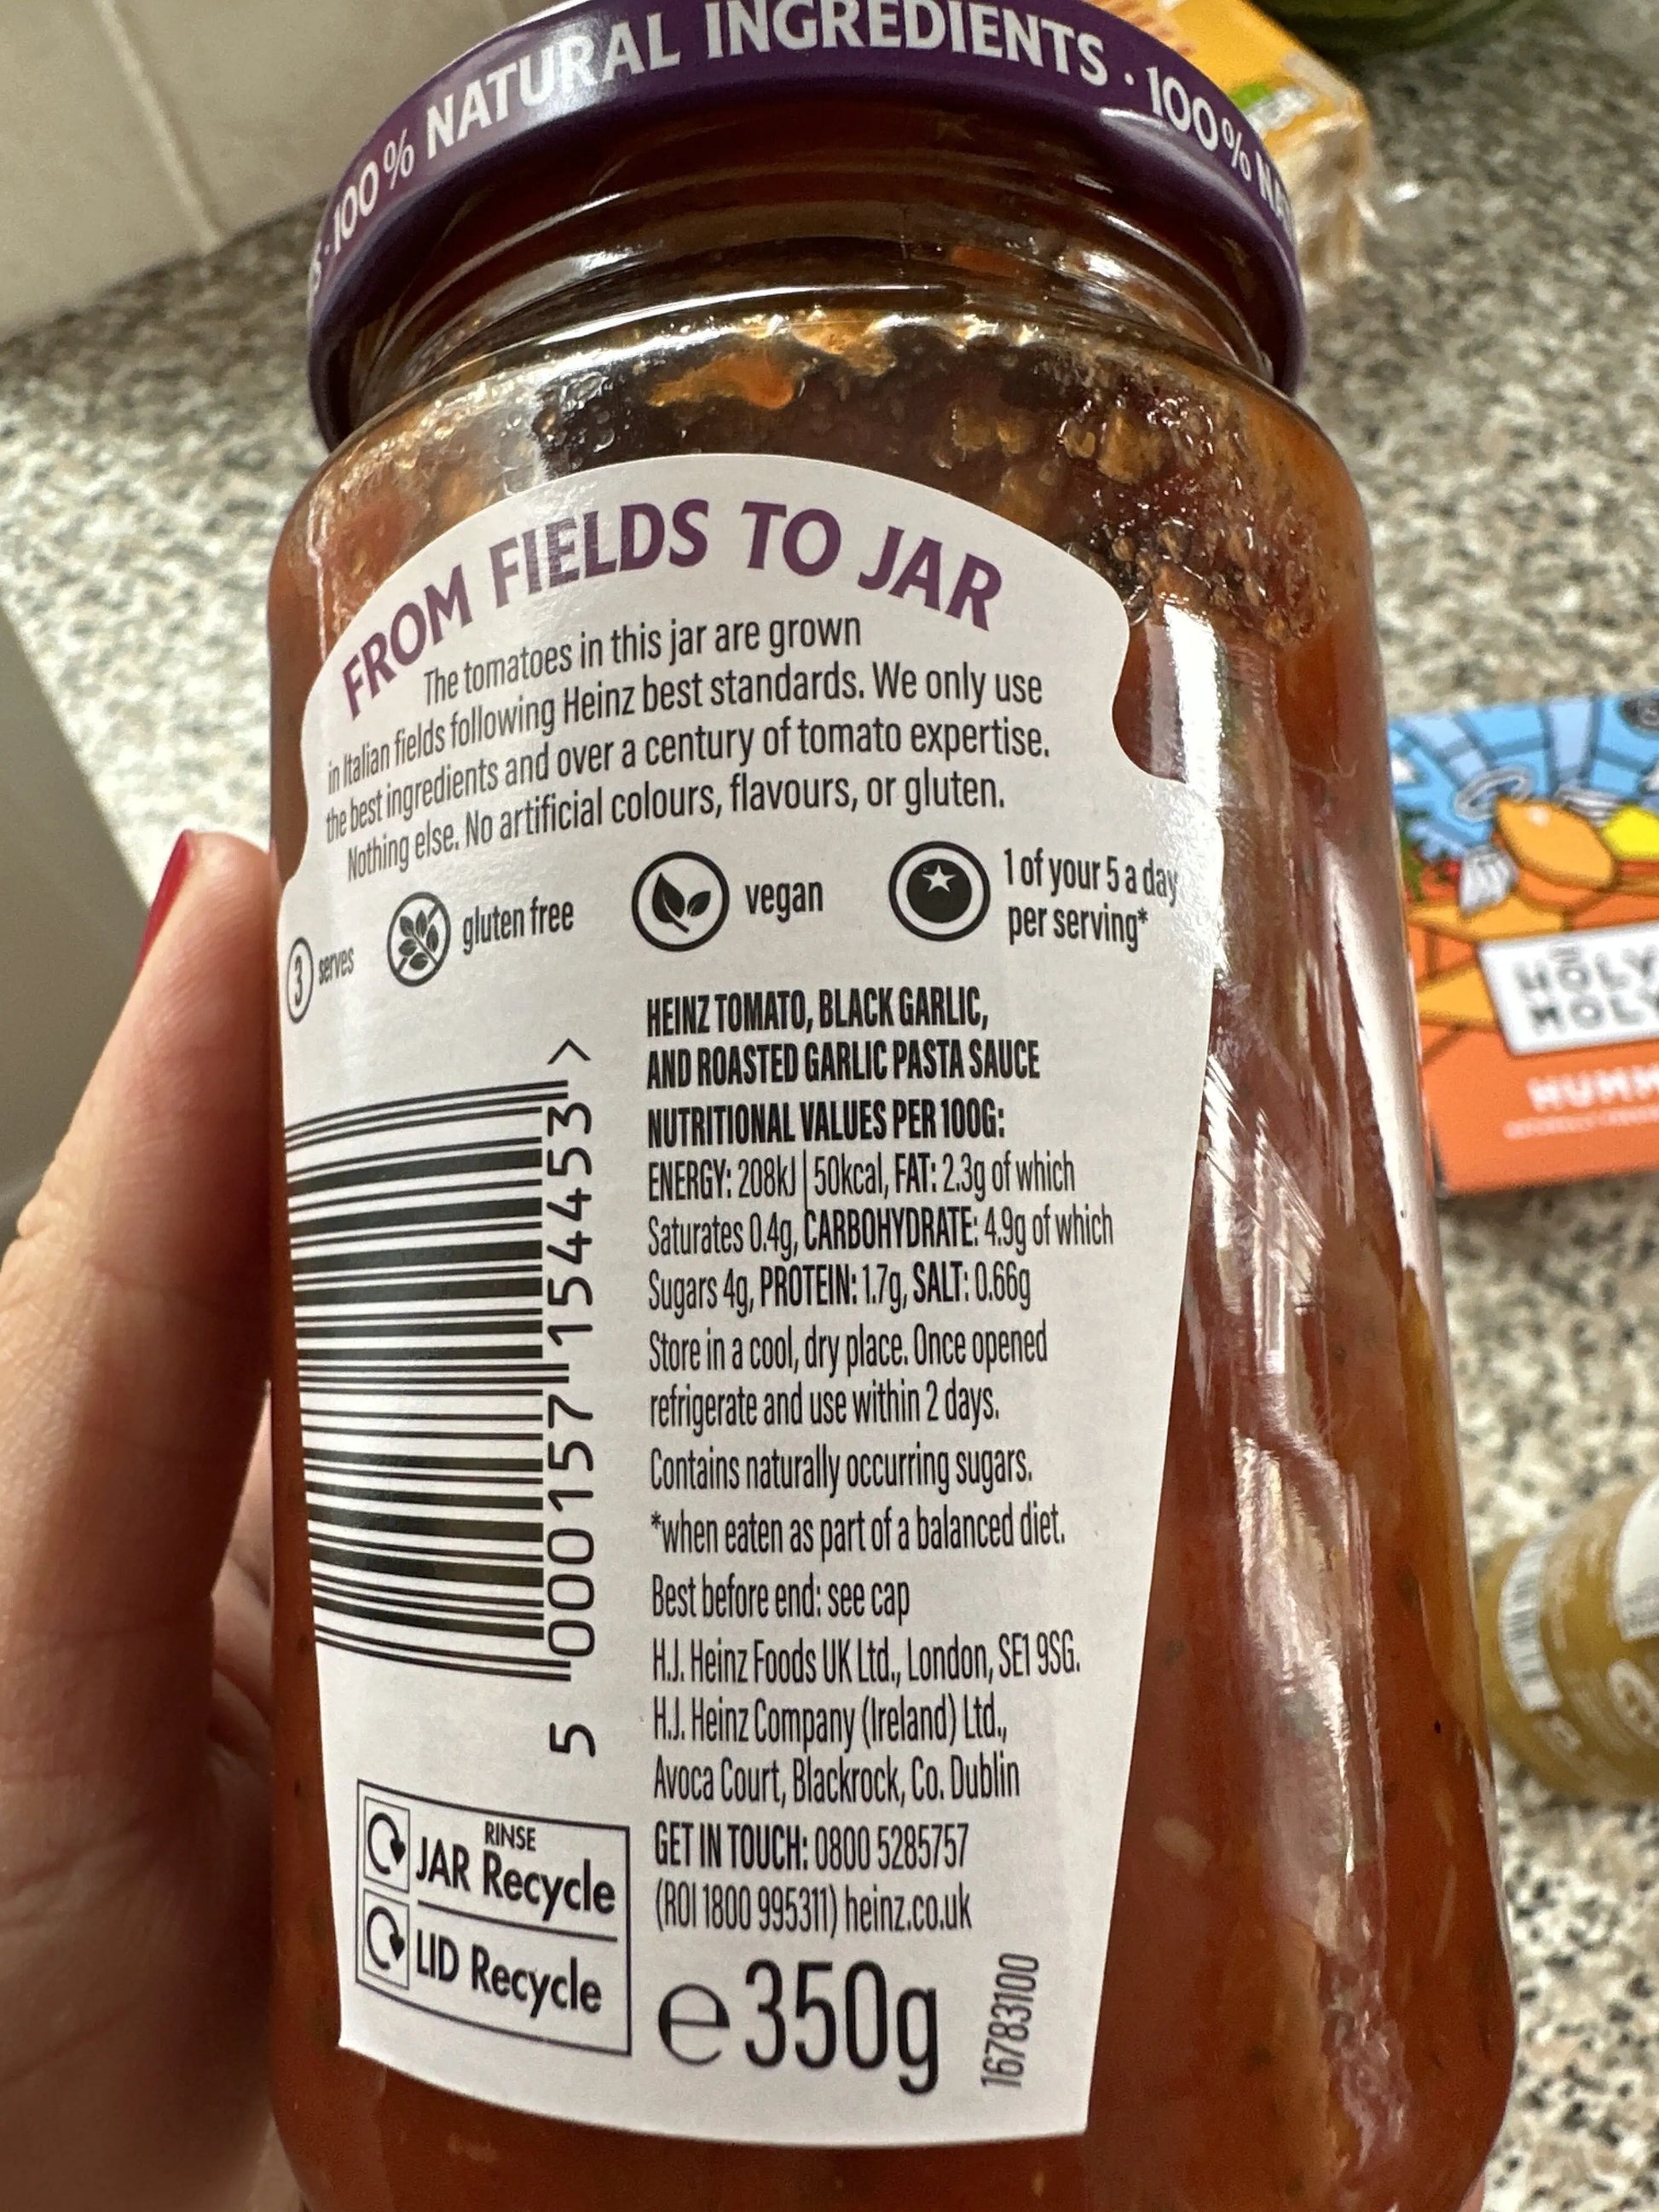 S · 100% NATURAL INGREDIENTS · 100% NA
FROM FIELDS TO JAR
The tomatoes in this jar are grown
in Italian fields following Heinz best standards. We only use
the best ingredients and over a century of tomato expertise.
Nothing else. No artificial colours, flavours, or gluten.
3 serves
gluten free
vegan
1 of your 5 a day
per serving*
HEINZ TOMATO, BLACK GARLIC,
AND ROASTED GARLIC PASTA SAUCE
NUTRITIONAL VALUES PER 100G:
ENERGY: 208kJ | 50kcal, FAT: 2.3g of which
Saturates 0.4g, CARBOHYDRATE: 4.9g of which
Sugars 4g, PROTEIN: 1.7g, SALT: 0.66g
Store in a cool, dry place. Once opened
refrigerate and use within 2 days.
Contains naturally occurring sugars.
*when eaten as part of a balanced diet.
Best before end: see cap
H.J. Heinz Foods UK Ltd., London, SE1 9SG.
H.J. Heinz Company (Ireland) Ltd.,
Avoca Court, Blackrock, Co. Dublin
GET IN TOUCH: 0800 5285757
(ROI 1800 995311) heinz.co.uk
e 350g
16783100
5 000157 154453 >
RINSE
JAR Recycle
LID Recycle
HŌLY
MOLY
HUMM